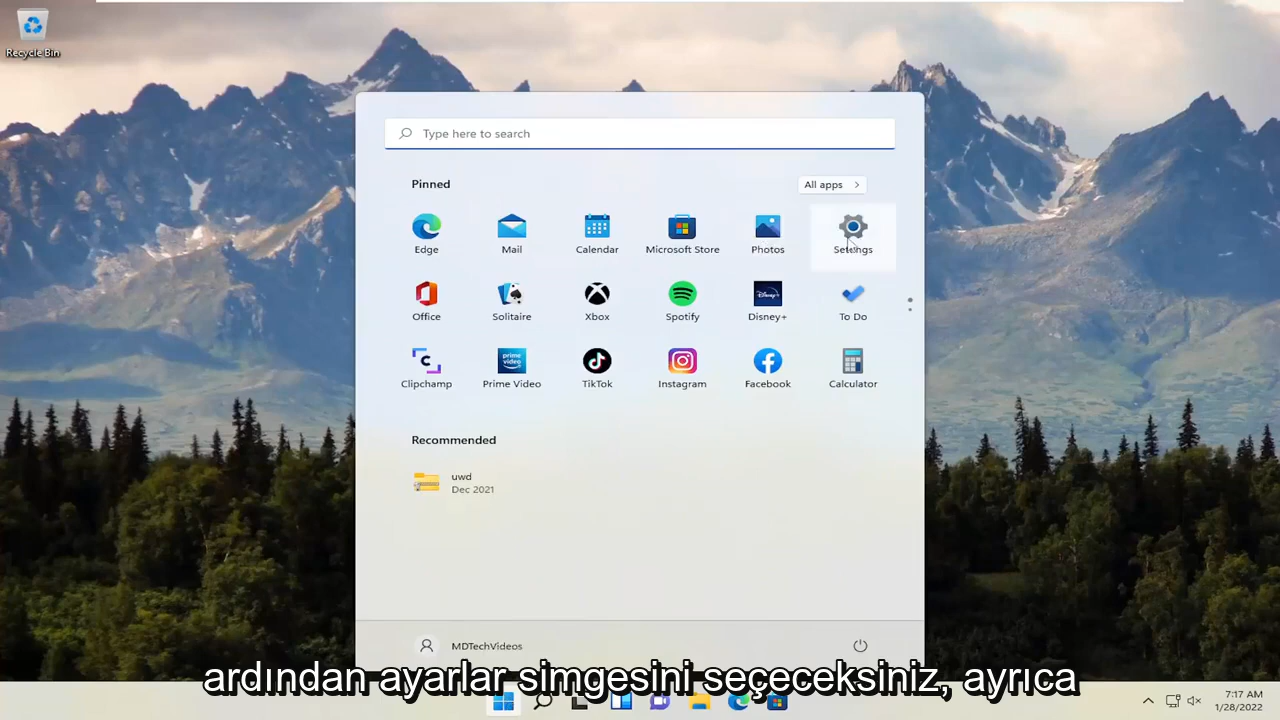 Recycle Bin
Type here to search
Pinned
All apps
Edge
Mail
Calendar
Microsoft Store
Photos
Settings
Office
Solitaire
Xbox
Spotify
Disney+
To Do
Clipchamp
prime video
Prime Video
TikTok
Instagram
Facebook
Calculator
Recommended
uwd
Dec 2021
MDTechVideos
ardından ayarlar simgesini seçeceksiniz, ayrıca
7:17 AM
1/28/2022